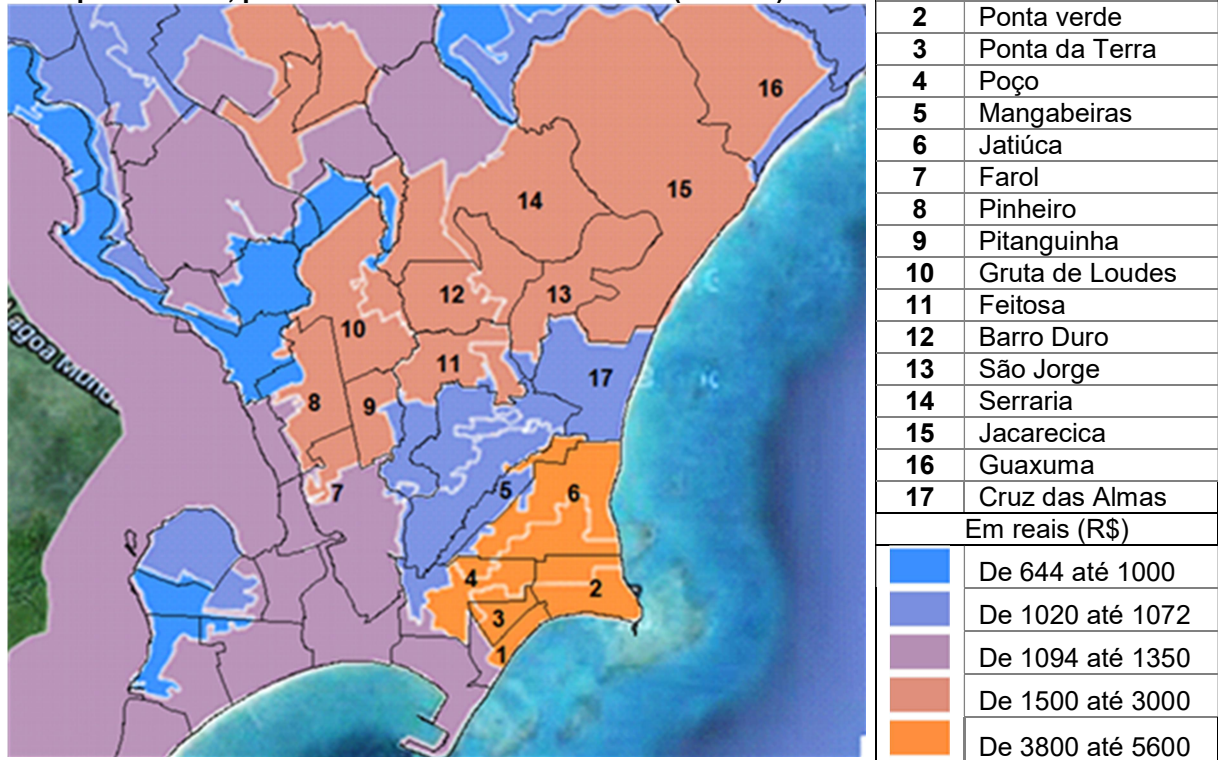 2 Ponta verde
3 Ponta da Terra
4 Poço
5 Mangabeiras
6 Jatiúca
7 Farol
8 Pinheiro
9 Pitanguinha
10 Gruta de Loudes
11 Feitosa
12 Barro Duro
13 São Jorge
14 Serraria
15 Jacarecica
16 Guaxuma
17 Cruz das Almas
Em reais (R$)
De 644 até 1000
De 1020 até 1072
De 1094 até 1350
De 1500 até 3000
De 3800 até 5600
16
15
14
12
13
10
11
17
8
9
7
5
6
4
2
3
1